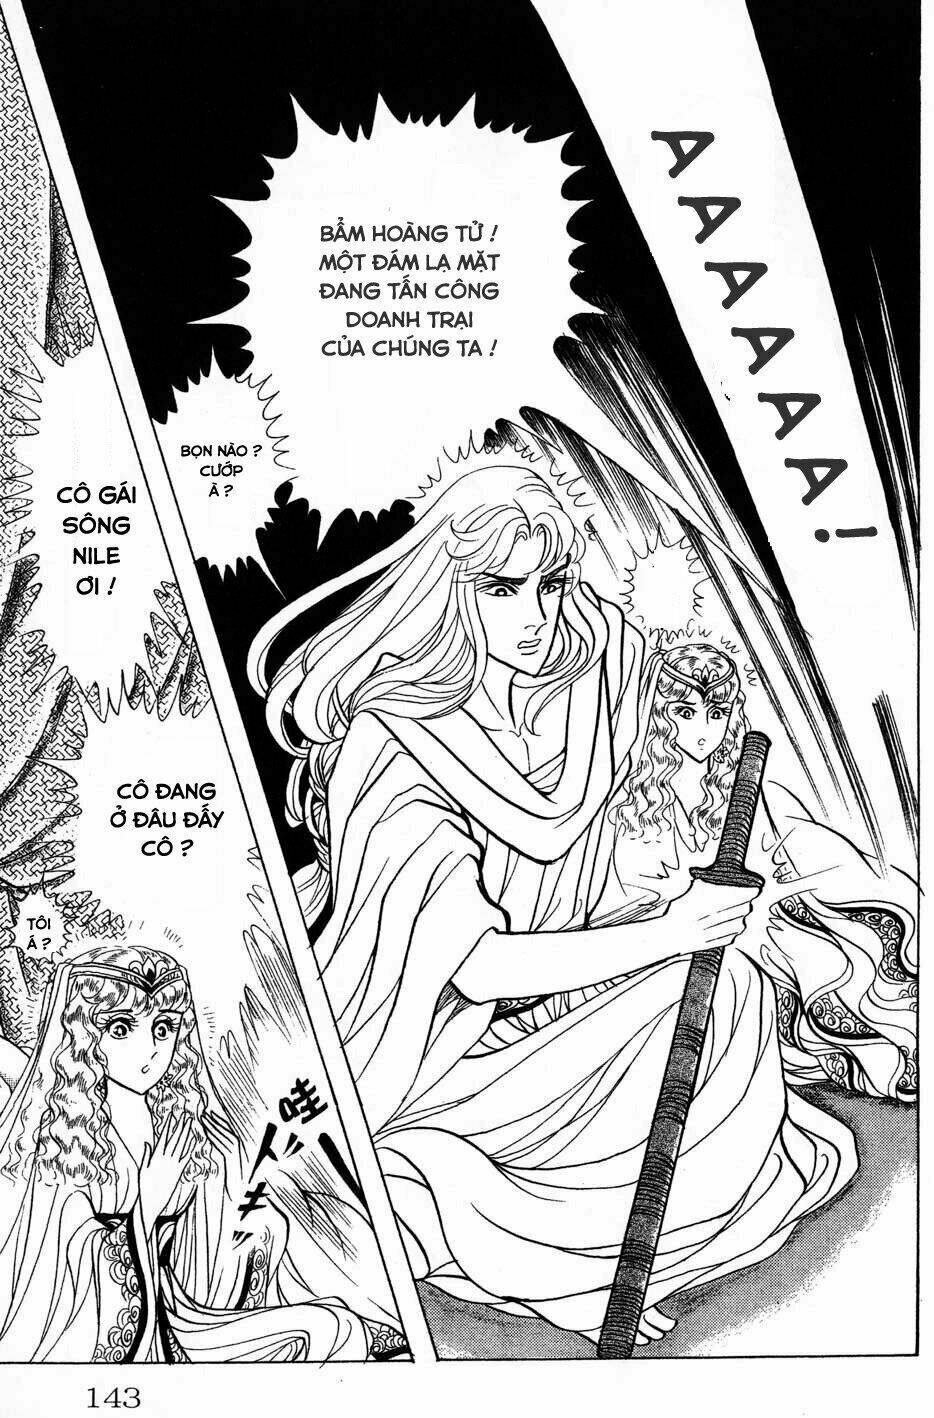 BẨM HOÀNG TỬ !
MỘT ĐÁM LẠ MẶT
ĐANG TẤN CÔNG
DOANH TRẠI
CỦA CHÚNG TA !
AAAAAA!
BỌN NÀO ?
CƯỚP
À ?
CÔ GÁI
SÔNG
NILE
ƠI !
CÔ ĐANG
Ở ĐÂU ĐẤY
CÔ ?
TÔI
Á ?
哇
143